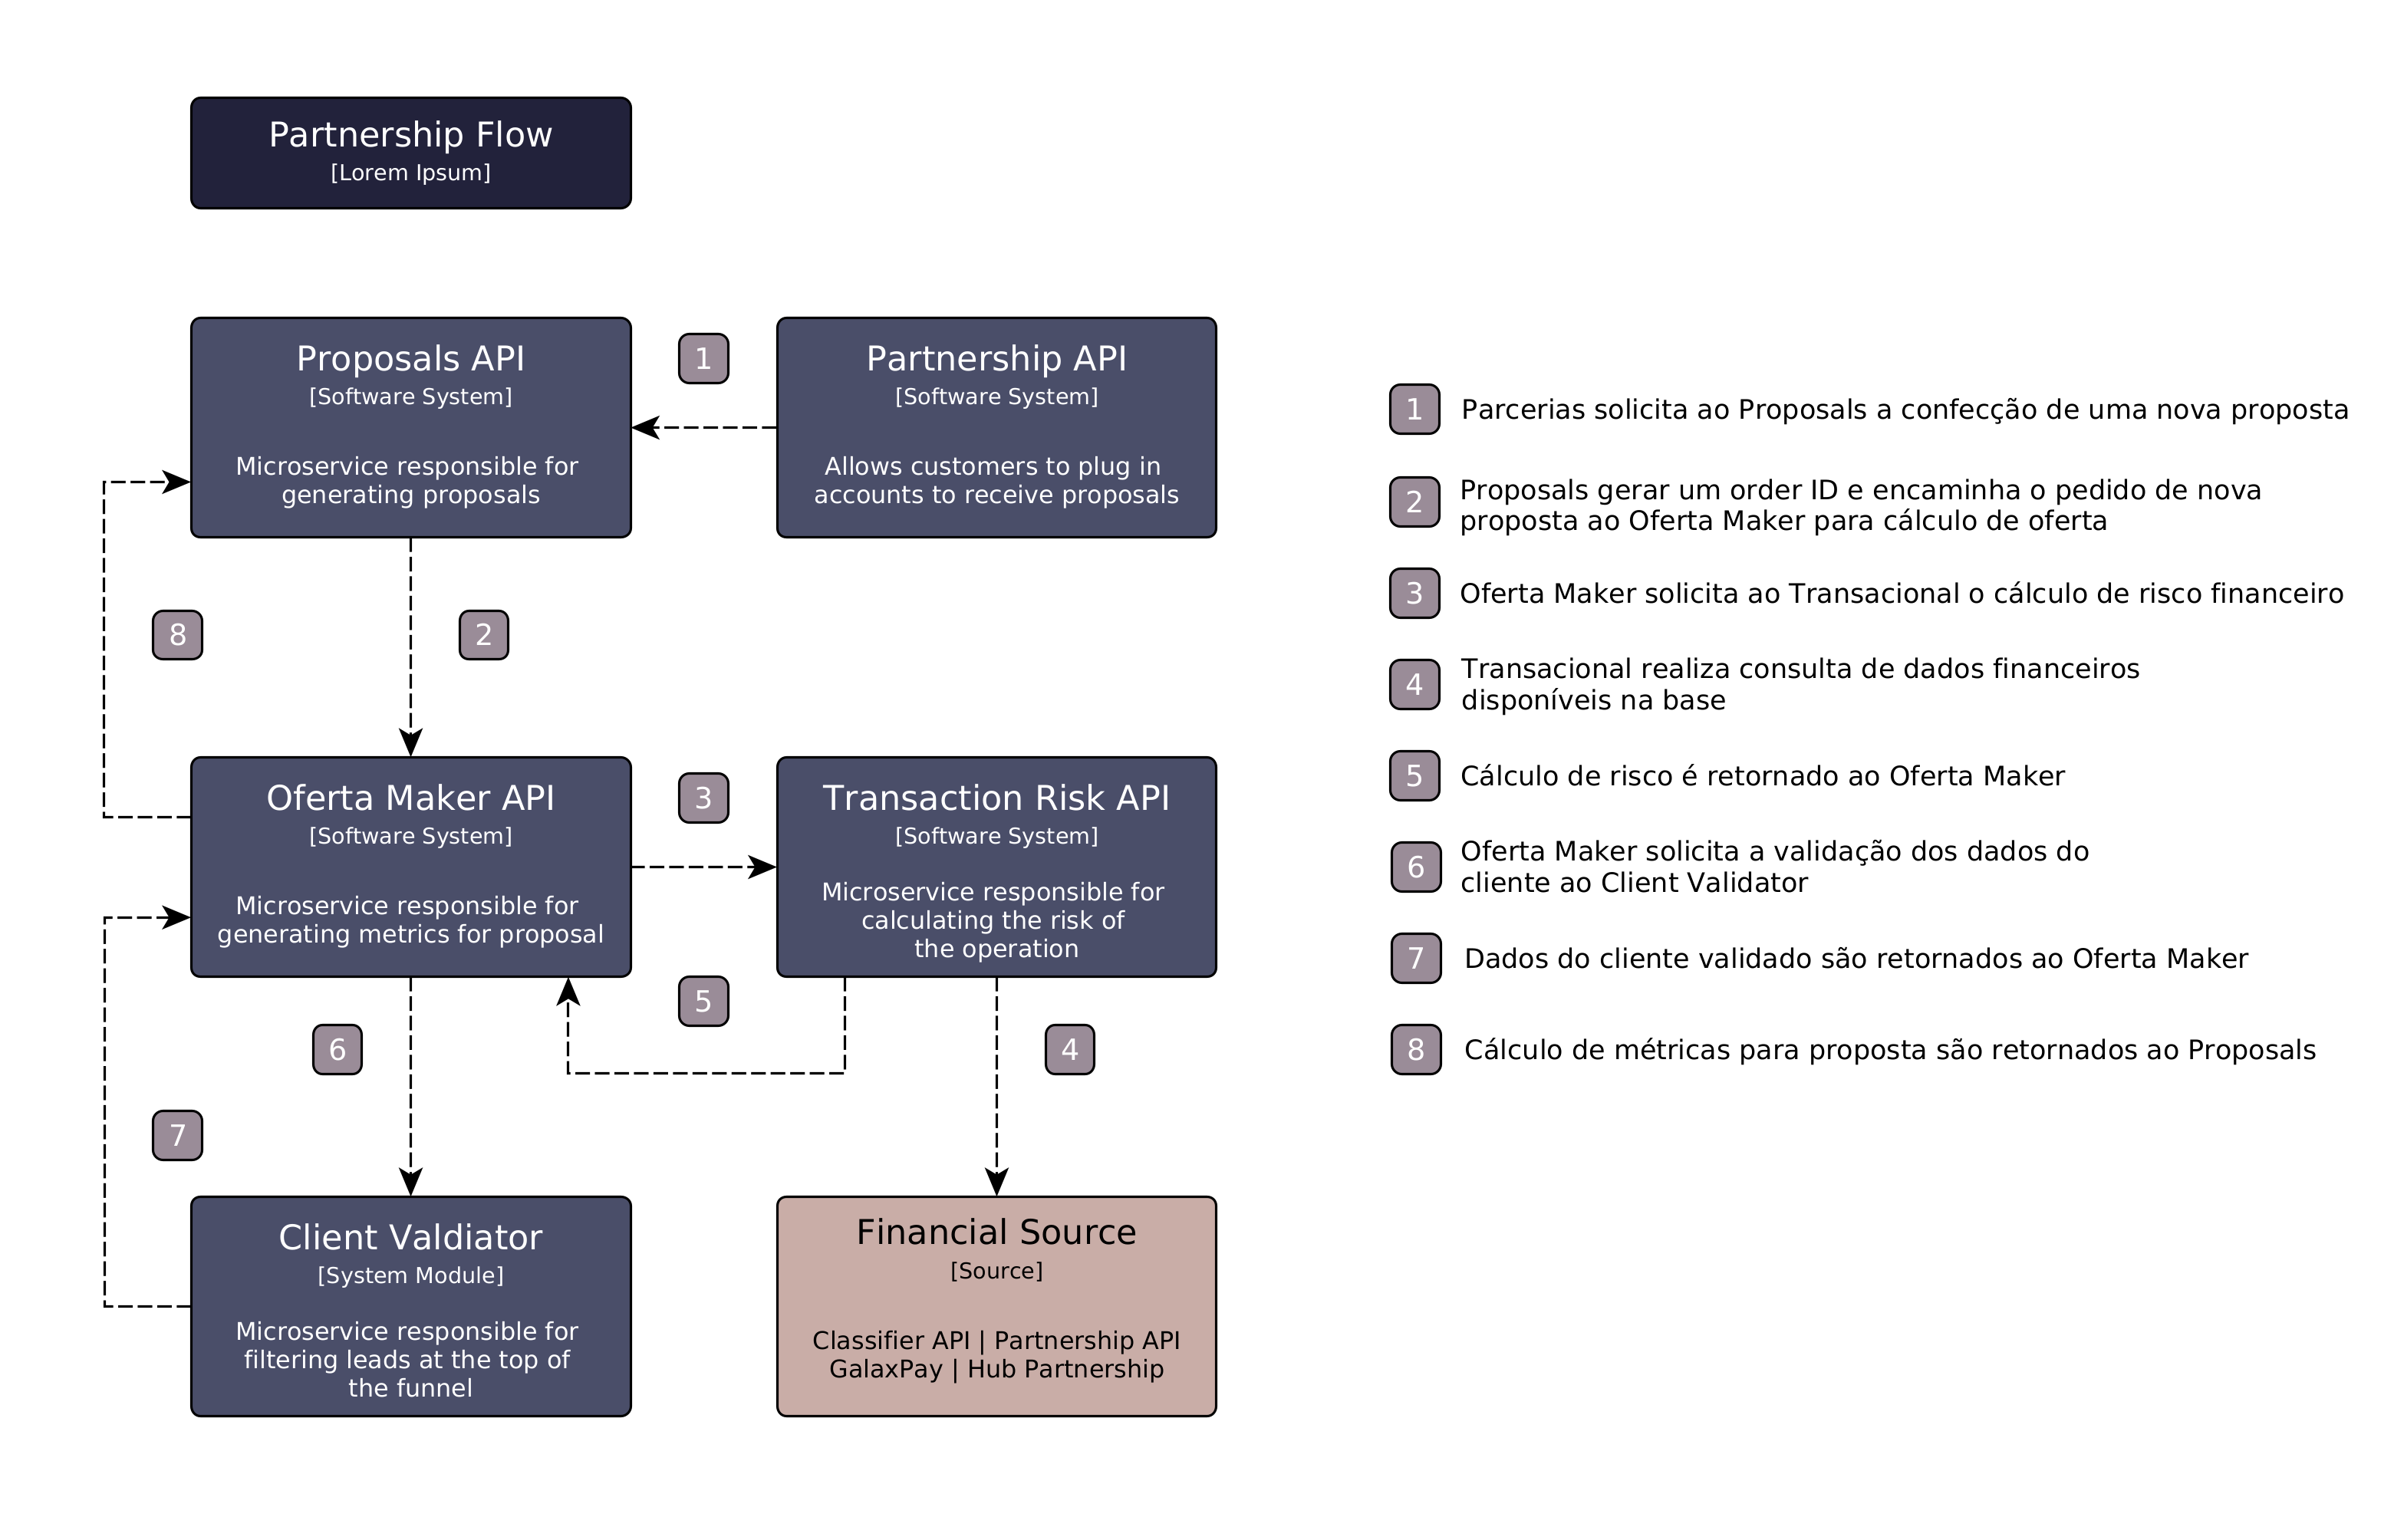 Partnership Flow
[Lorem Ipsum]
Proposals API
[Software System]
Microservice responsible for
generating proposals
1
Partnership API
[Software System]
Allows customers to plug in
accounts to receive proposals
8
2
Oferta Maker API
[Software System]
Microservice responsible for
generating metrics for proposal
3
Transaction Risk API
[Software System]
Microservice responsible for
calculating the risk of
the operation
5
6
4
7
Client Valdiator
[System Module]
Microservice responsible for
filtering leads at the top of
the funnel
Financial Source
[Source]
Classifier API | Partnership API
GalaxPay | Hub Partnership
1 Parcerias solicita ao Proposals a confecção de uma nova proposta
2 Proposals gerar um order ID e encaminha o pedido de nova
proposta ao Oferta Maker para cálculo de oferta
3 Oferta Maker solicita ao Transacional o cálculo de risco financeiro
4 Transacional realiza consulta de dados financeiros
disponíveis na base
5 Cálculo de risco é retornado ao Oferta Maker
6 Oferta Maker solicita a validação dos dados do
cliente ao Client Validator
7 Dados do cliente validado são retornados ao Oferta Maker
8 Cálculo de métricas para proposta são retornados ao Proposals